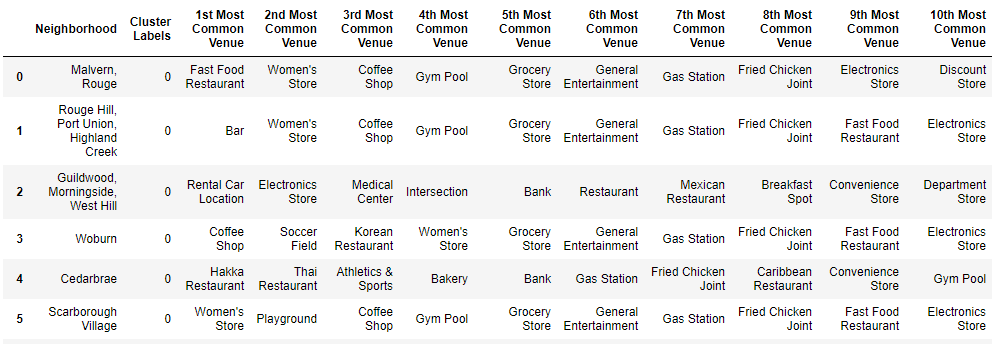 Neighborhood Cluster Labels 1st Most Common Venue 2nd Most Common Venue 3rd Most Common Venue 4th Most Common Venue 5th Most Common Venue 6th Most Common Venue 7th Most Common Venue 8th Most Common Venue 9th Most Common Venue 10th Most Common Venue
0 Malvern, Rouge 0 Fast Food Restaurant Women's Store Coffee Shop Gym Pool Grocery Store General Entertainment Gas Station Fried Chicken Joint Electronics Store Discount Store
1 Rouge Hill, Port Union, Highland Creek 0 Bar Women's Store Coffee Shop Gym Pool Grocery Store General Entertainment Gas Station Fried Chicken Joint Fast Food Restaurant Electronics Store
2 Guildwood, Morningside, West Hill 0 Rental Car Location Electronics Store Medical Center Intersection Bank Restaurant Mexican Restaurant Breakfast Spot Convenience Store Department Store
3 Woburn 0 Coffee Shop Soccer Field Korean Restaurant Women's Store Grocery Store General Entertainment Gas Station Fried Chicken Joint Fast Food Restaurant Electronics Store
4 Cedarbrae 0 Hakka Restaurant Thai Restaurant Athletics & Sports Bakery Bank Gas Station Fried Chicken Joint Caribbean Restaurant Convenience Store Gym Pool
5 Scarborough Village 0 Women's Store Playground Coffee Shop Gym Pool Grocery Store General Entertainment Gas Station Fried Chicken Joint Fast Food Restaurant Electronics Store